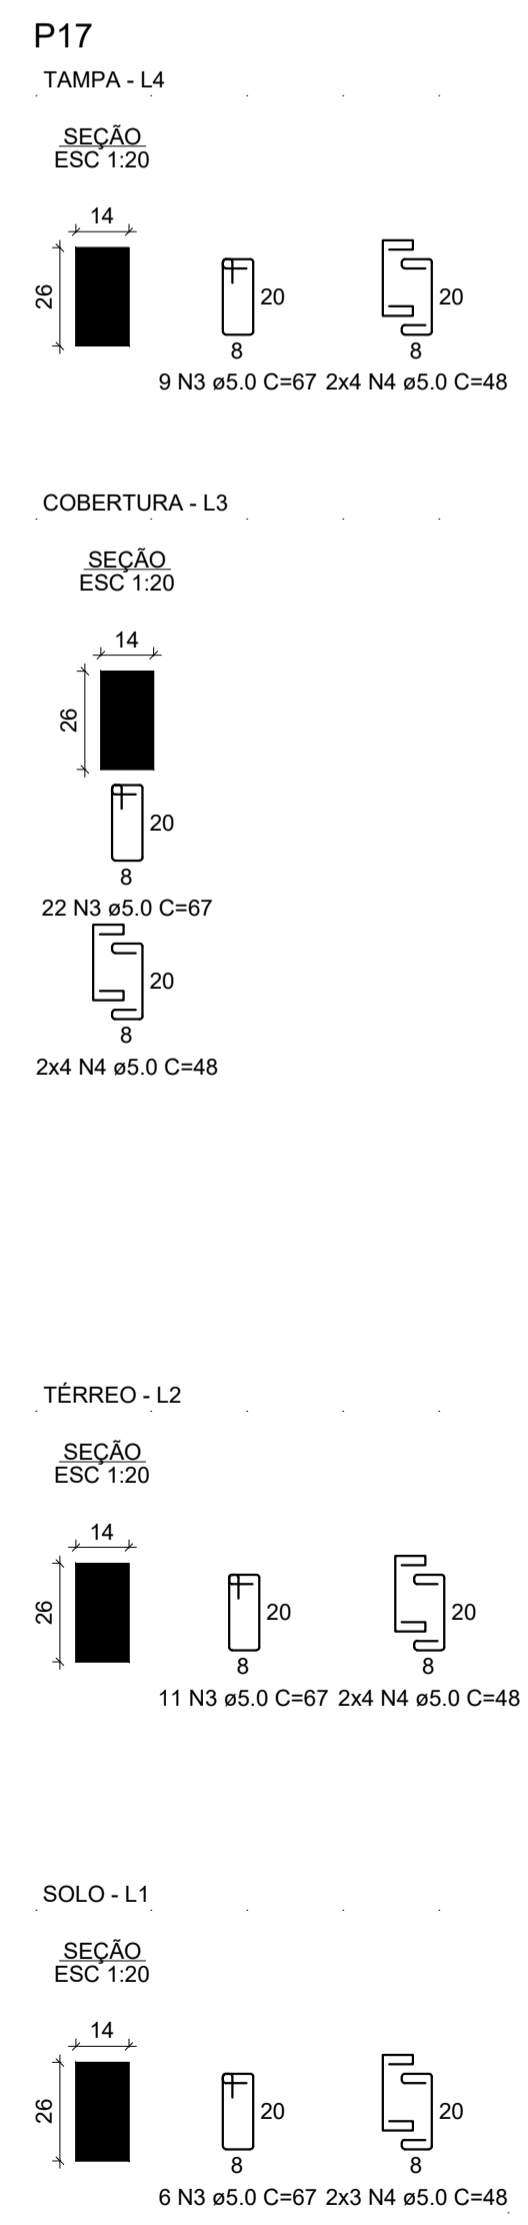 P17
TAMPA - L4
SEÇÃO
ESC 1:20
14
26
20
20
8
8
9 N3 ø5.0 C=67 2x4 N4 ø5.0 C=48
COBERTURA - L3
SEÇÃO
ESC 1:20
14
26
20
8
22 N3 ø5.0 C=67
20
8
2x4 N4 ø5.0 C=48
TÉRREO - L2
SEÇÃO
ESC 1:20
14
26
20
20
8
8
11 N3 ø5.0 C=67 2x4 N4 ø5.0 C=48
SOLO - L1
SEÇÃO
ESC 1:20
14
26
20
20
8
8
6 N3 ø5.0 C=67 2x3 N4 ø5.0 C=48